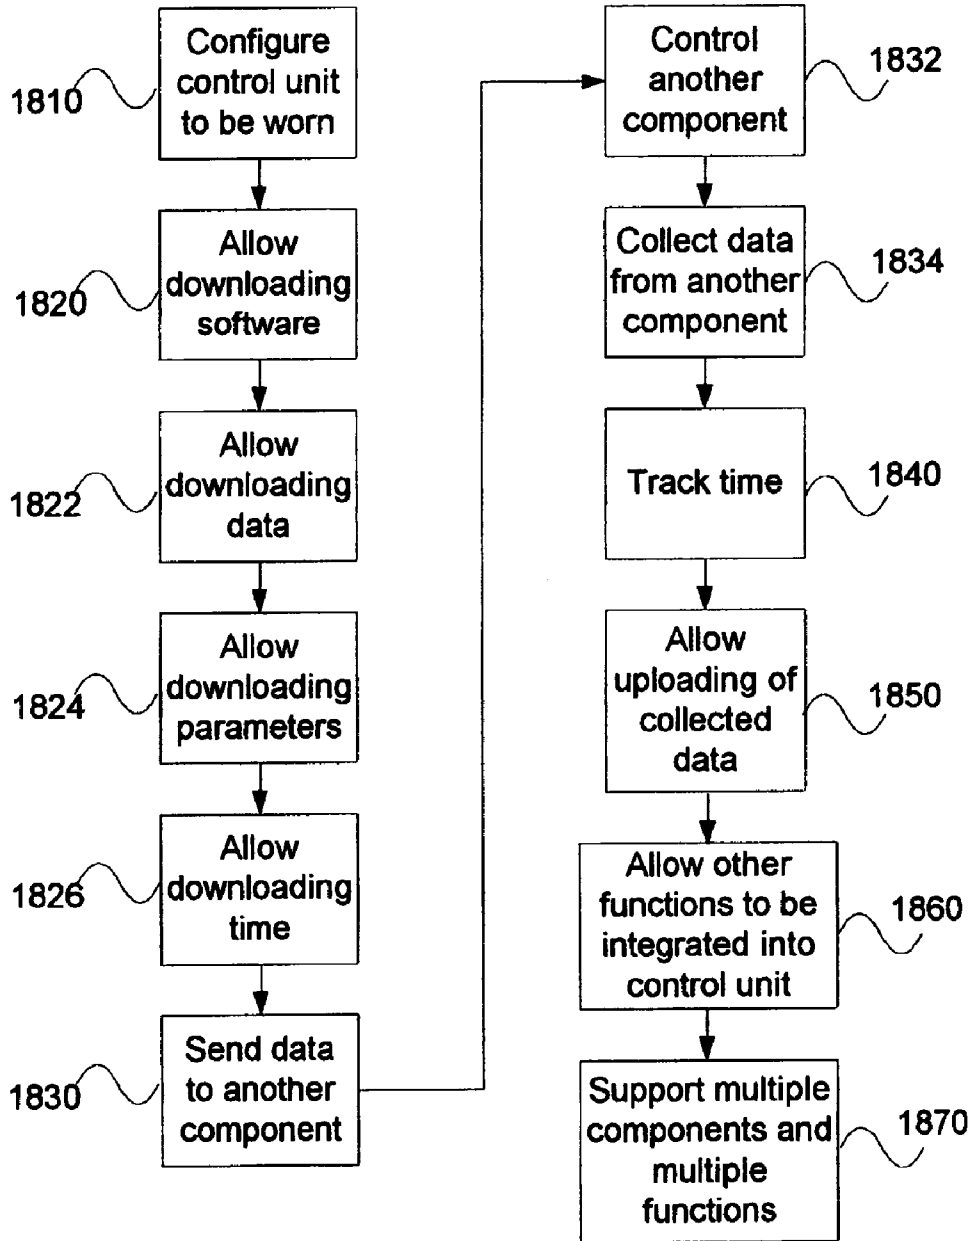 1810
Configure
control unit
to be worn
1820
Allow
downloading
software
1822
Allow
downloading
data
1824
Allow
downloading
parameters
1826
Allow
downloading
time
1830
Send data
to another
component
Control
another
component
1832
Collect data
from another
component
1834
Track time
1840
Allow
uploading of
collected
data
1850
Allow other
functions to be
integrated into
control unit
1860
Support multiple
components and
multiple
functions
1870